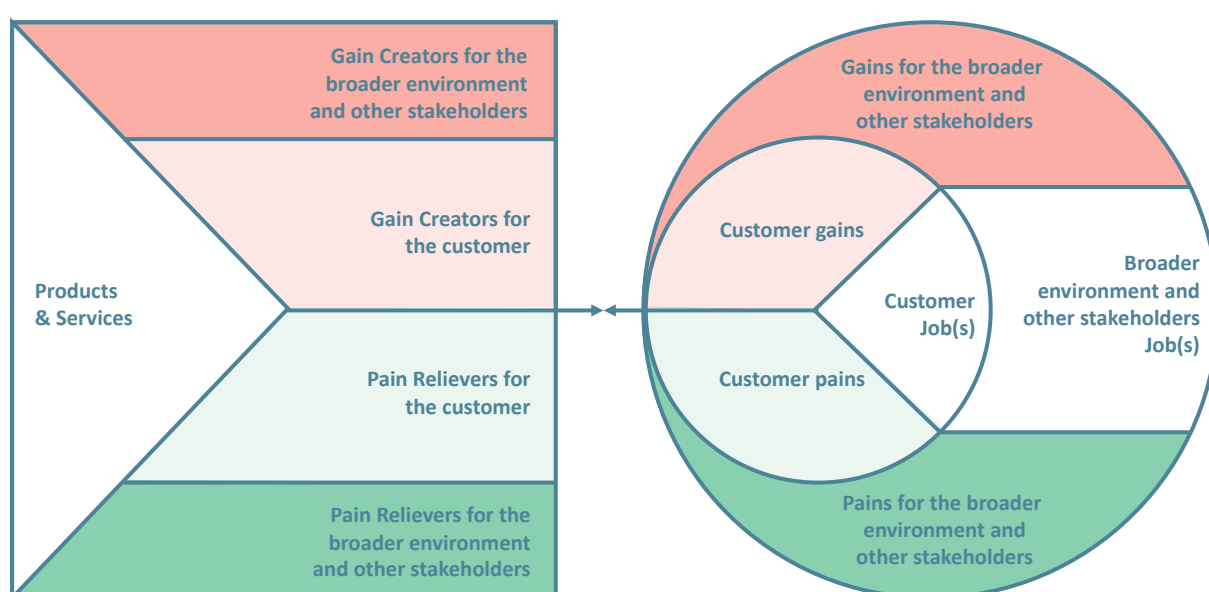 Gain Creators for the
broader environment
and other stakeholders
Gain Creators for
the customer
Products
& Services
Pain Relievers for
the customer
Pain Relievers for the
broader environment
and other stakeholders
Gains for the broader
environment and
other stakeholders
Customer gains
Customer
Job(s)
Broader
environment and
other stakeholders
Job(s)
Customer pains
Pains for the broader
environment and
other stakeholders